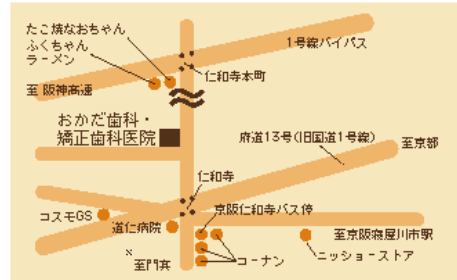 たこ焼なおちゃん
ふくちゃん
ラーメン
1号線バイパス
仁和寺本町
至 阪神高速
おかだ歯科・
矯正歯科医院
府道13号(旧国道1号線)
至京都
仁和寺
コスモGS
道仁病院
京阪仁和寺バス停
至京阪寝屋川市駅
至門真
コーナン
ニッショーストア